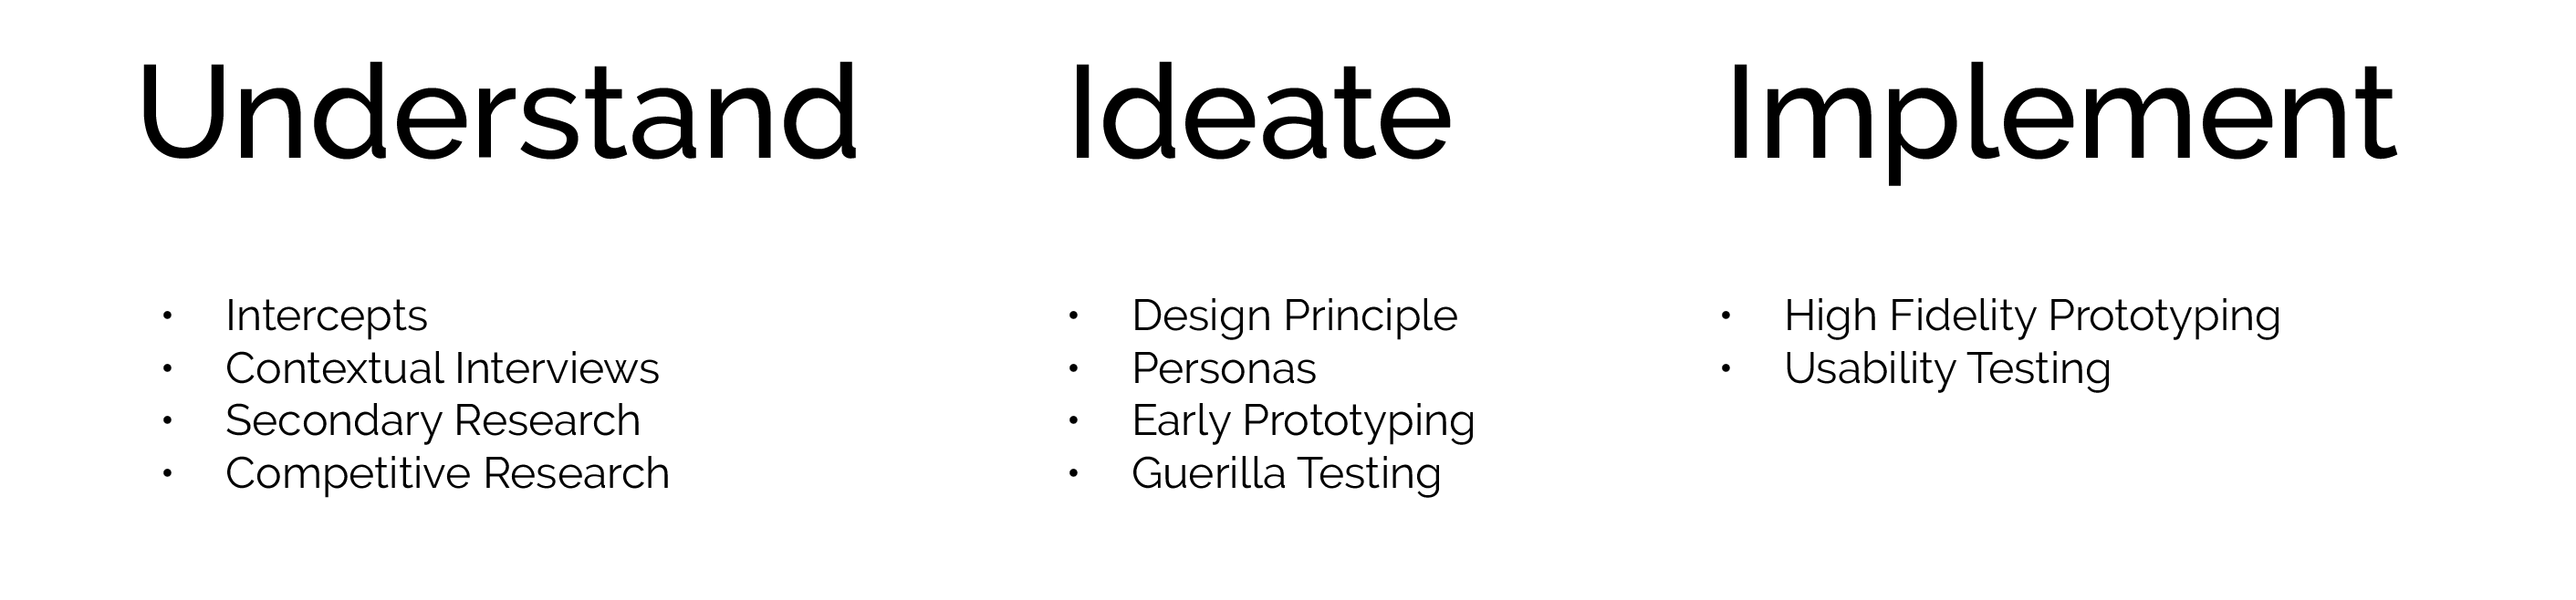 Understand
• Intercepts
• Contextual Interviews
• Secondary Research
• Competitive Research
Ideate
• Design Principle
• Personas
• Early Prototyping
• Guerilla Testing
Implement
• High Fidelity Prototyping
• Usability Testing